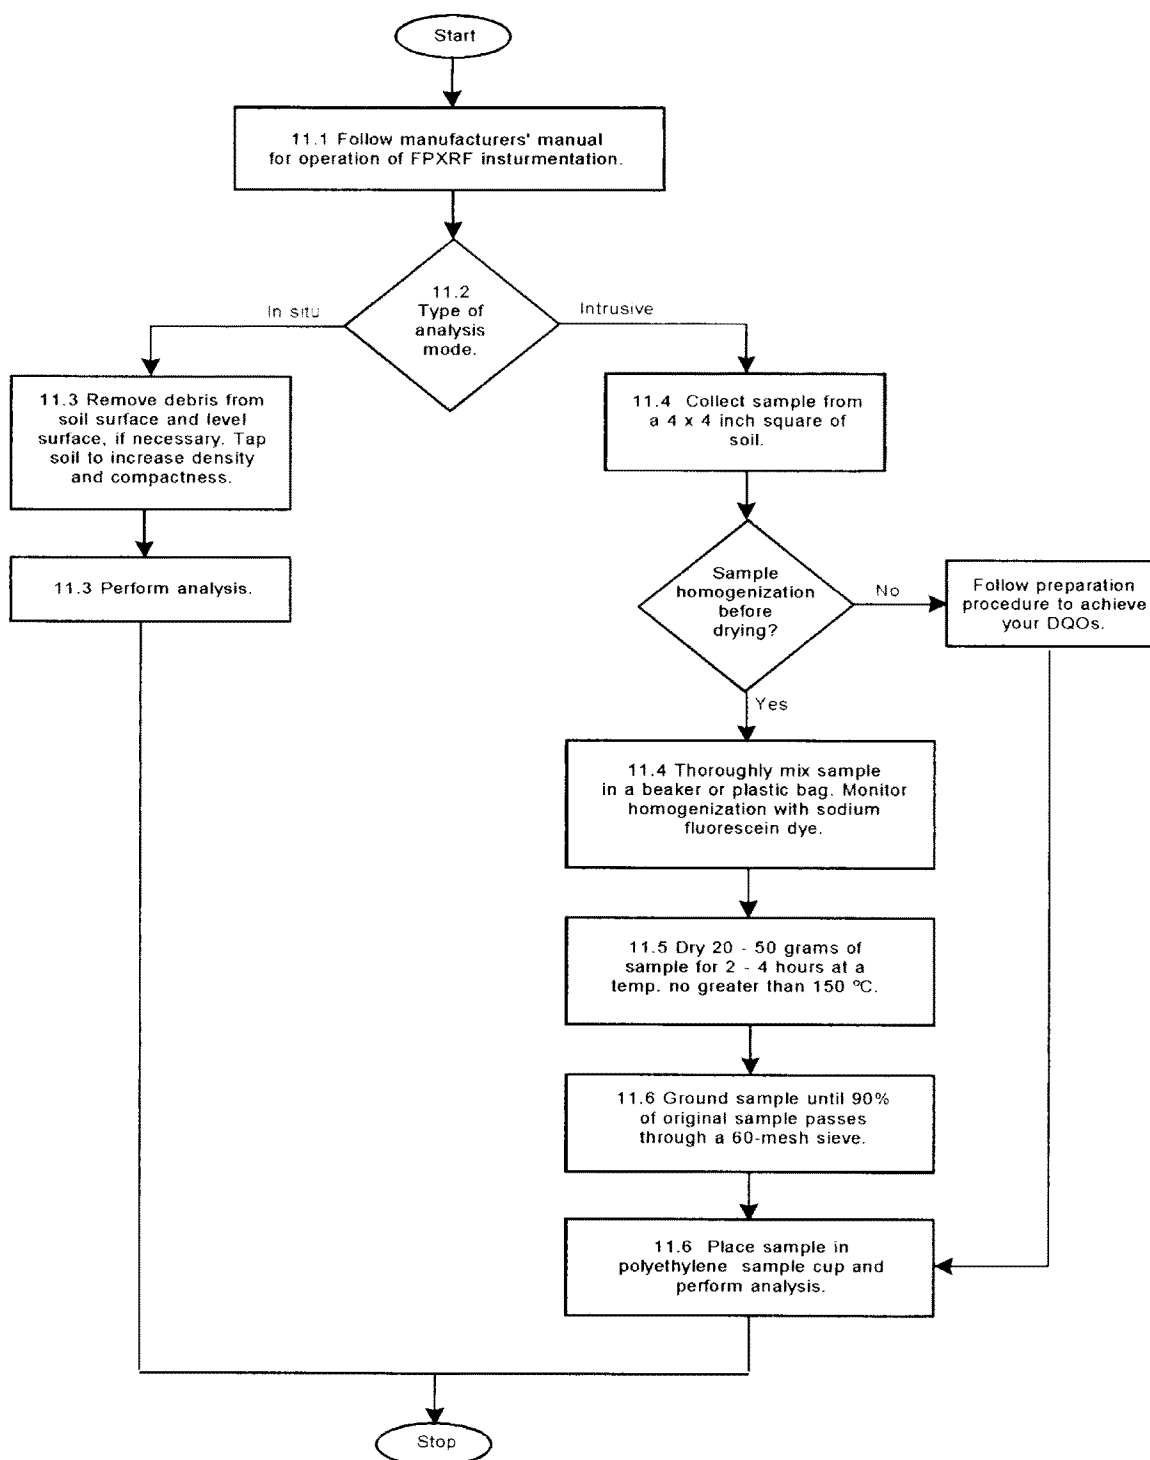 Start
11.1 Follow manufacturers' manual
for operation of FPXRF insturmentation.
11.2
Type of
analysis
mode.
In situ
Intrusive
11.3 Remove debris from
soil surface and level
surface, if necessary. Tap
soil to increase density
and compactness.
11.3 Perform analysis.
11.4 Collect sample from
a 4 x 4 inch square of
soil.
Sample
homogenization
before
drying?
No
Follow preparation
procedure to achieve
your DQOs.
Yes
11.4 Thoroughly mix sample
in a beaker or plastic bag. Monitor
homogenization with sodium
fluorescein dye.
11.5 Dry 20 - 50 grams of
sample for 2 - 4 hours at a
temp. no greater than 150 ºC.
11.6 Ground sample until 90%
of original sample passes
through a 60-mesh sieve.
11.6 Place sample in
polyethylene sample cup and
perform analysis.
Stop